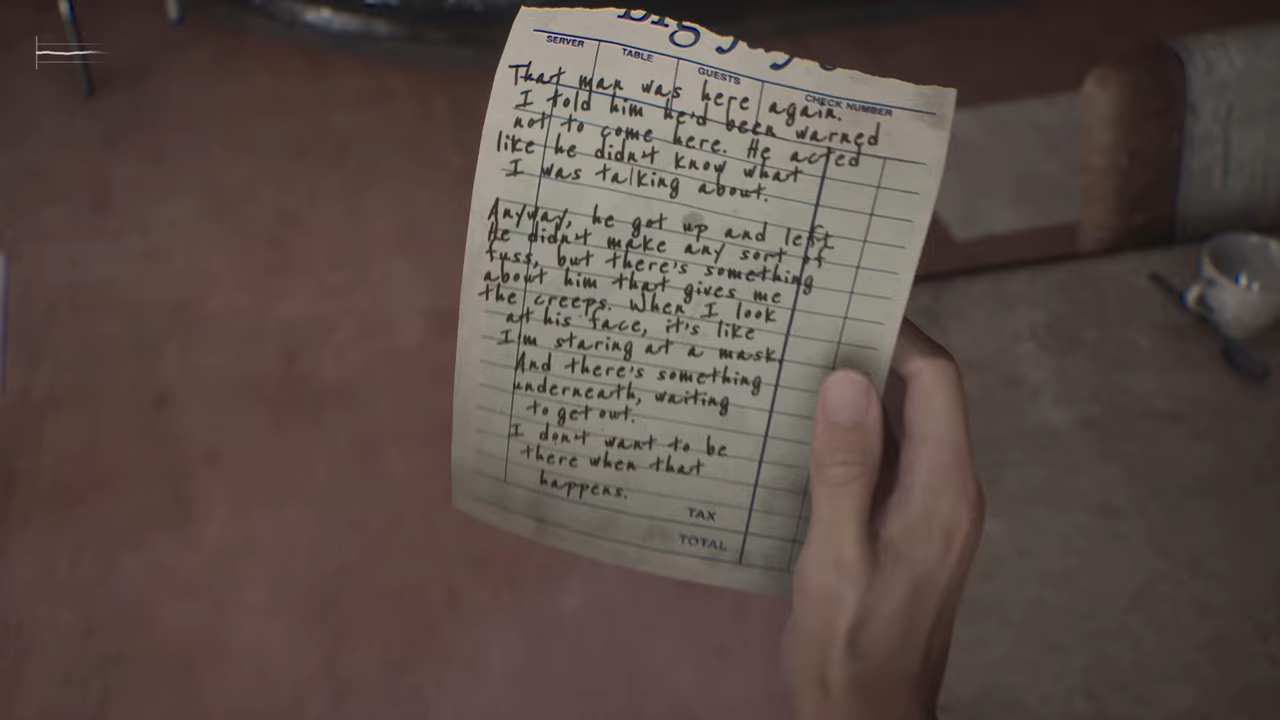 big
SERVER TABLE GUESTS CHECK NUMBER
That man was here again.
I told him he'd been warned
not to come here. He acted
like he didn't know what
I was talking about.
Anyway, he got up and left
He didn't make any sort of
fuss, but there's something
about him that gives me
the creeps. When I look
at his face, it's like
I'm staring at a mask.
And there's something
underneath, waiting
to get out.
I don't want to be
there when that
happens.
TAX
TOTAL